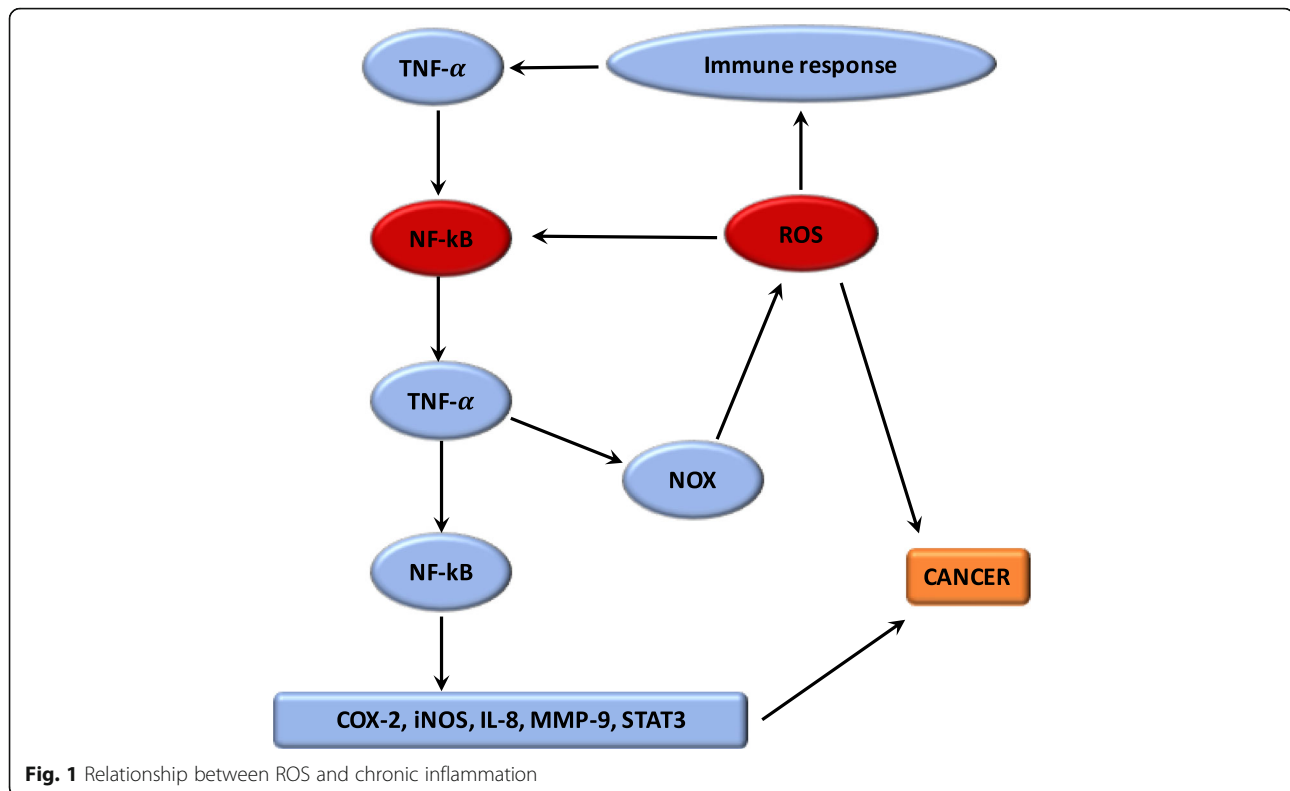 TNF-α
Immune response
NF-kB
ROS
TNF-α
NOX
NF-kB
CANCER
COX-2, iNOS, IL-8, MMP-9, STAT3
Fig. 1 Relationship between ROS and chronic inflammation